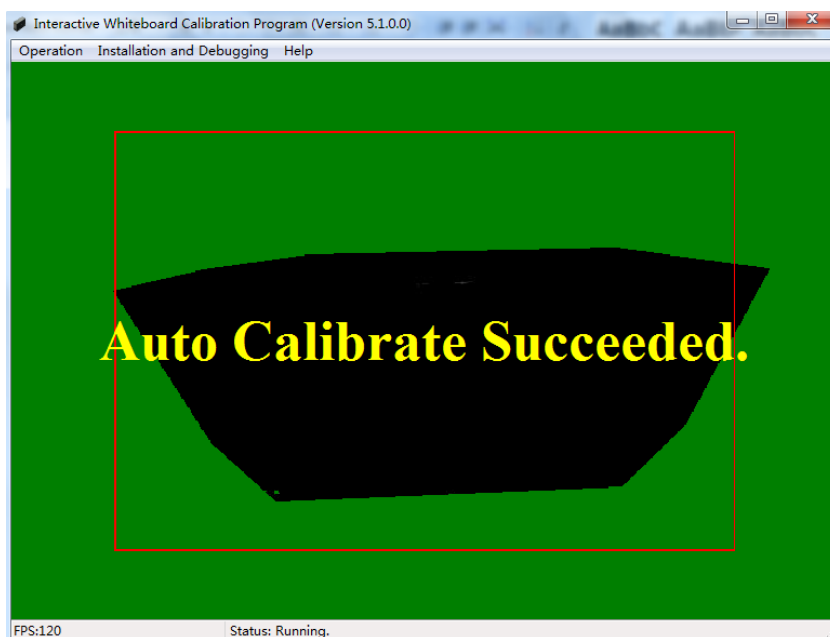 Interactive Whiteboard Calibration Program (Version 5.1.0.0)
Operation Installation and Debugging Help
Auto Calibrate Succeeded.
FPS:120 Status: Running.